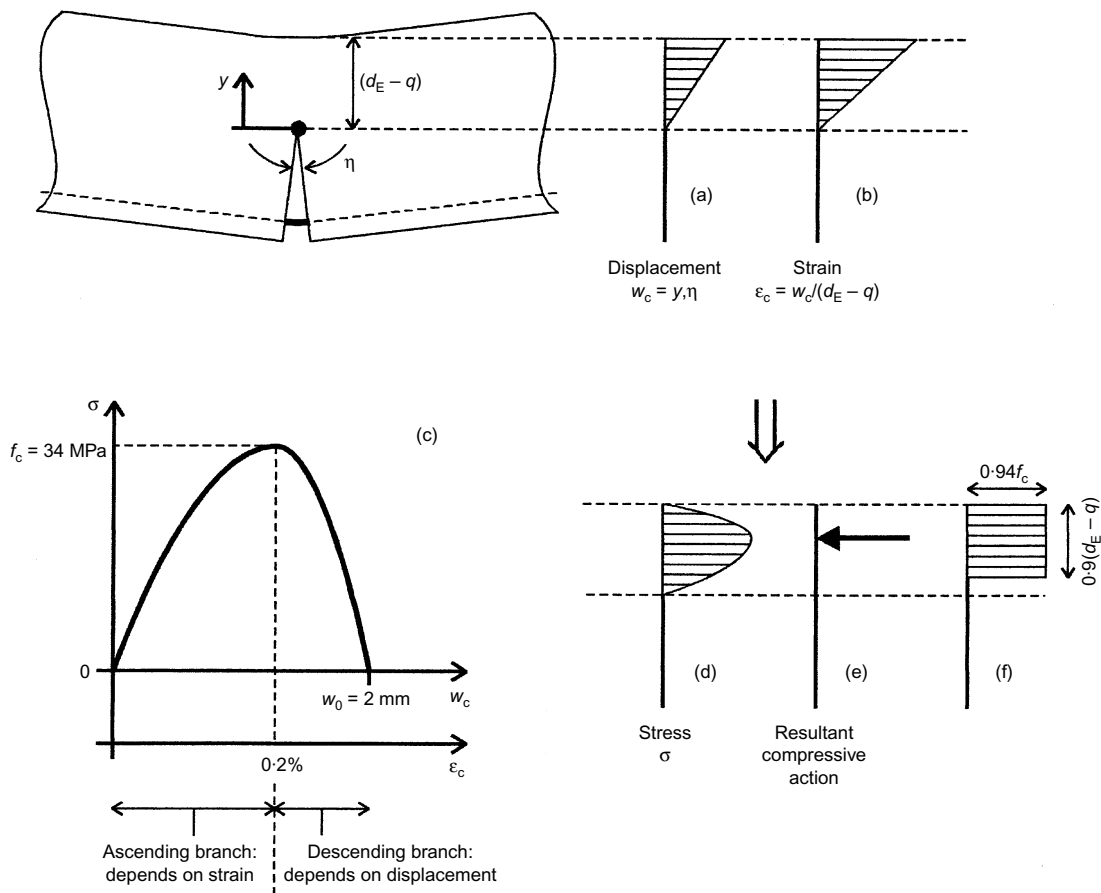 y
(d_E – q)
η
(a)
(b)
Displacement
w_c = y,η
Strain
ε_c = w_c/(d_E – q)
σ
(c)
f_c = 34 MPa
0
w_0 = 2 mm
w_c
0·2%
ε_c
Ascending branch:
depends on strain
Descending branch:
depends on displacement
0·94f_c
0·9(d_E – q)
(d)
(e)
(f)
Stress
σ
Resultant
compressive
action